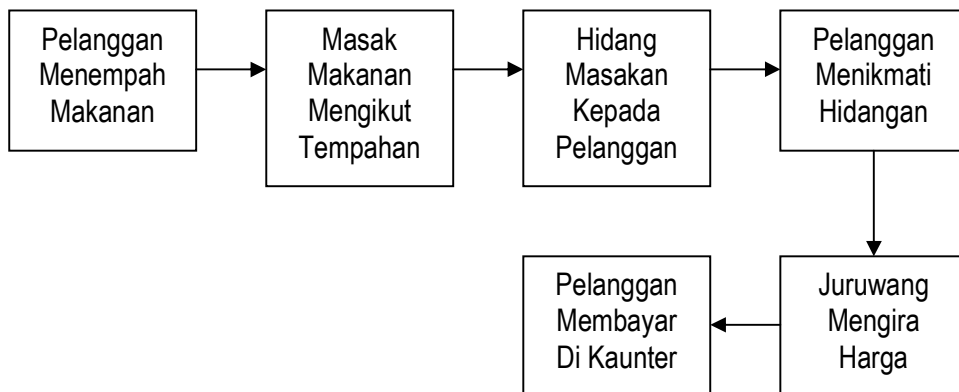 Pelanggan
Menempah
Makanan
Masak
Makanan
Mengikut
Tempahan
Hidang
Masakan
Kepada
Pelanggan
Pelanggan
Menikmati
Hidangan
Juruwang
Mengira
Harga
Pelanggan
Membayar
Di Kaunter